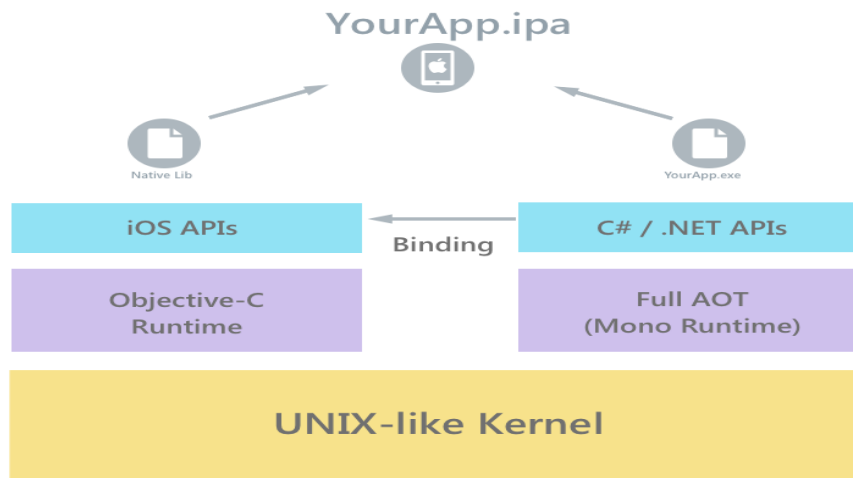 YourApp.ipa
Native Lib
YourApp.exe
iOS APIs
Binding
C# / .NET APIs
Objective-C
Runtime
Full AOT
(Mono Runtime)
UNIX-like Kernel